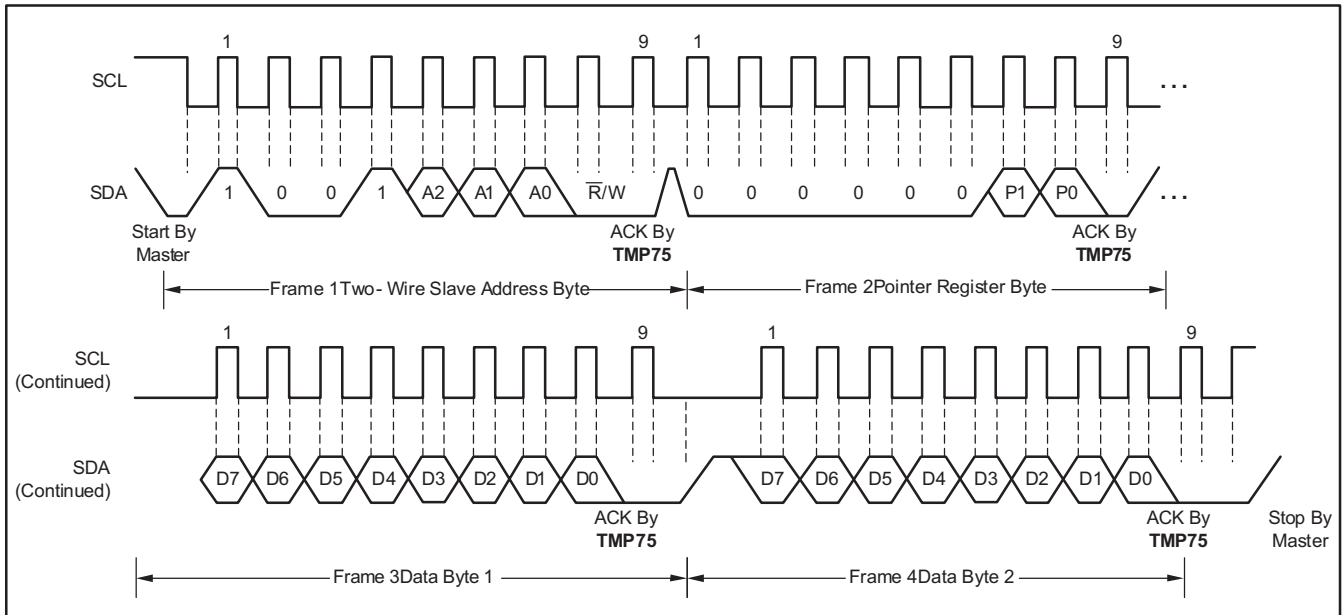 1 9 1 9
SCL ...
SDA 1 0 0 1 A2 A1 A0 R̅/W 0 0 0 0 0 0 P1 P0 ...
Start By Master
ACK By TMP75
ACK By TMP75
Frame 1Two- Wire Slave Address Byte
Frame 2Pointer Register Byte
1 9 1 9
SCL (Continued)
SDA (Continued) D7 D6 D5 D4 D3 D2 D1 D0 D7 D6 D5 D4 D3 D2 D1 D0
ACK By TMP75
ACK By TMP75
Stop By Master
Frame 3Data Byte 1
Frame 4Data Byte 2